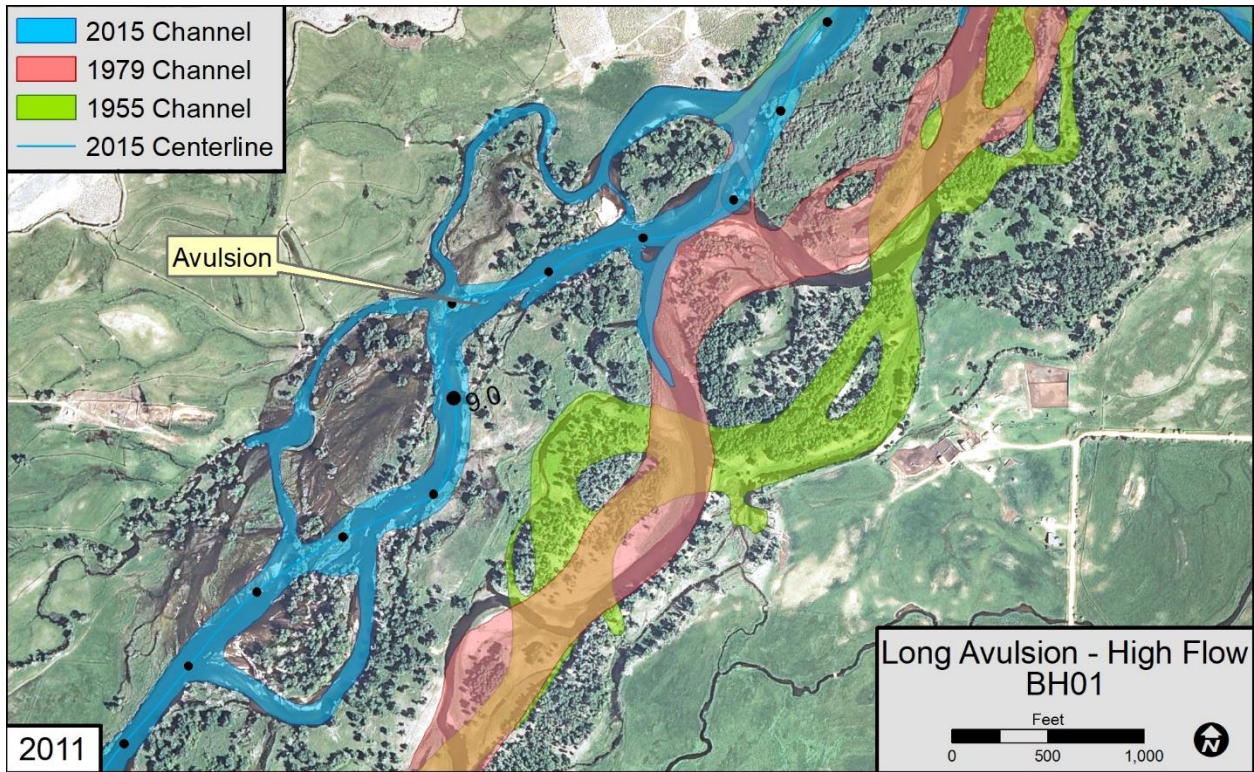 2015 Channel
1979 Channel
1955 Channel
2015 Centerline
Avulsion
9.0
Long Avulsion - High Flow
BH01
Feet
0 500 1,000
N
2011